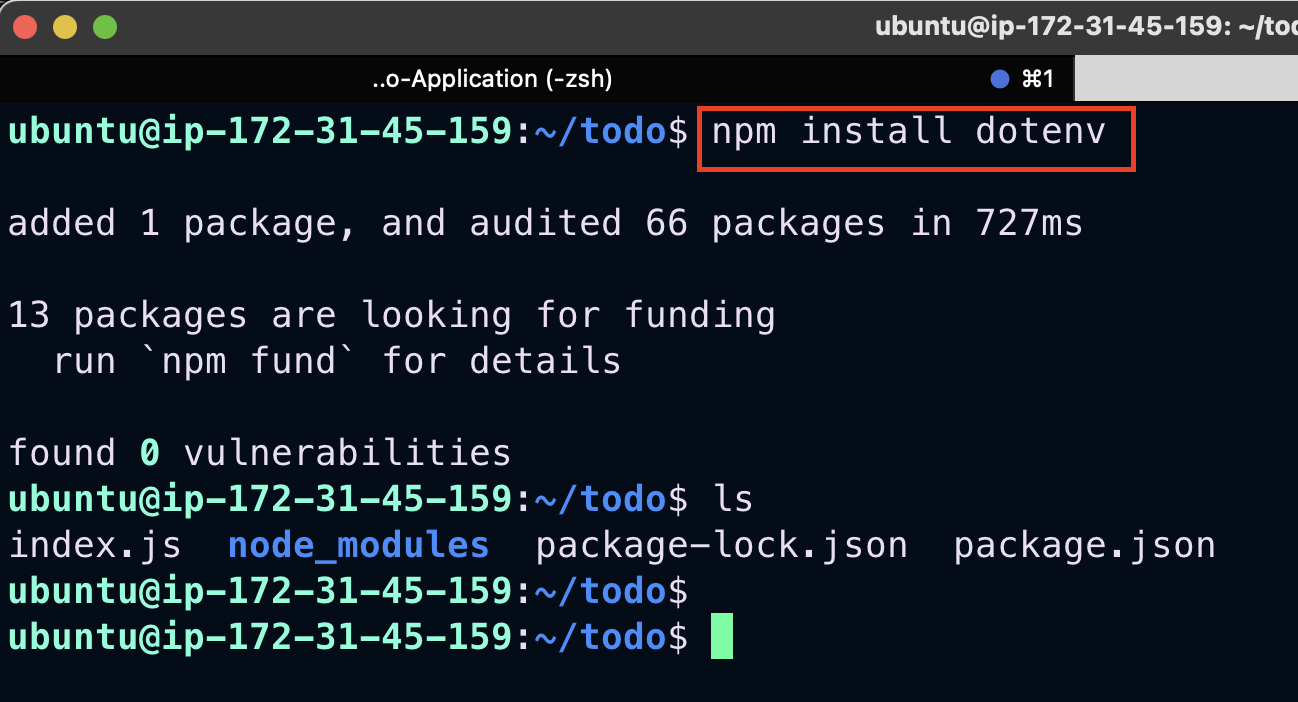 ubuntu@ip-172-31-45-159: ~/tod
..o-Application (-zsh) ⌘1
ubuntu@ip-172-31-45-159:~/todo$ npm install dotenv
added 1 package, and audited 66 packages in 727ms
13 packages are looking for funding
  run `npm fund` for details
found 0 vulnerabilities
ubuntu@ip-172-31-45-159:~/todo$ ls
index.js  node_modules  package-lock.json  package.json
ubuntu@ip-172-31-45-159:~/todo$
ubuntu@ip-172-31-45-159:~/todo$